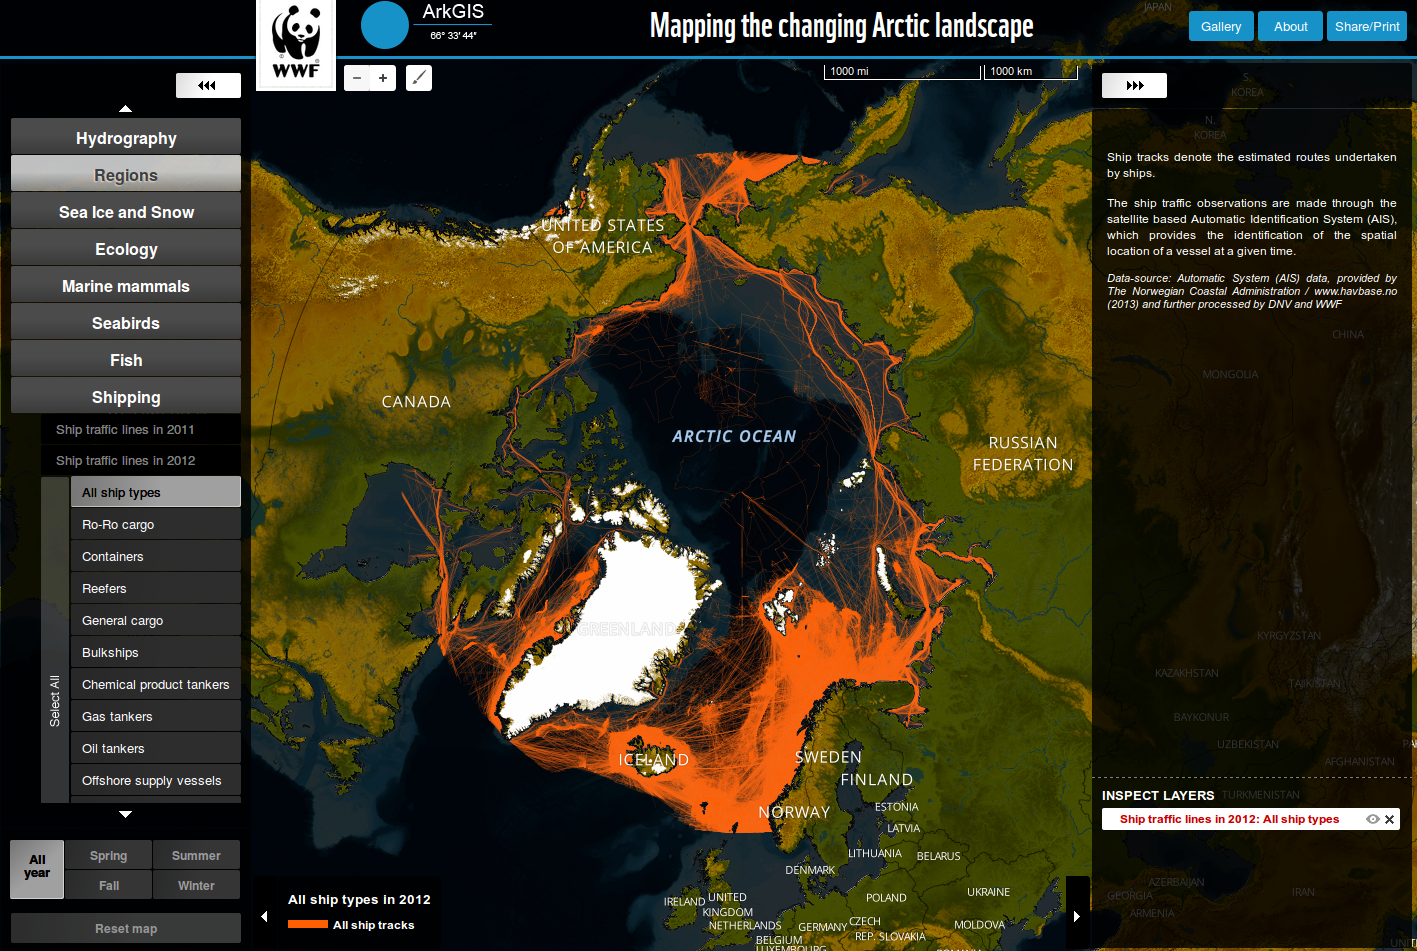 WWF
ArkGIS
66° 33' 44"
Mapping the changing Arctic landscape
Gallery
About
Share/Print
JAPAN
1000 mi
1000 km
S.
KOREA
N.
KOREA
Hydrography
Regions
Sea Ice and Snow
Ecology
Marine mammals
Seabirds
Fish
Shipping
Ship traffic lines in 2011
Ship traffic lines in 2012
Select All
All ship types
Ro-Ro cargo
Containers
Reefers
General cargo
Bulkships
Chemical product tankers
Gas tankers
Oil tankers
Offshore supply vessels
All
year
Spring
Summer
Fall
Winter
Reset map
UNITED STATES
OF AMERICA
CANADA
ARCTIC OCEAN
RUSSIAN
FEDERATION
GREENLAND
ICELAND
SWEDEN
FINLAND
NORWAY
ESTONIA
LATVIA
LITHUANIA
BELARUS
DENMARK
IRELAND
UNITED
KINGDOM
POLAND
UKRAINE
NETHERLANDS
GERMANY
CZECH
REP.
SLOVAKIA
MOLDOVA
BELGIUM
LUXEMBOURG
All ship types in 2012
All ship tracks
Ship tracks denote the estimated routes undertaken
by ships.
The ship traffic observations are made through the
satellite based Automatic Identification System (AIS),
which provides the identification of the spatial
location of a vessel at a given time.
Data-source: Automatic System (AIS) data, provided by
The Norwegian Coastal Administration / www.havbase.no
(2013) and further processed by DNV and WWF
CHINA
MONGOLIA
KYRGYZSTAN
KAZAKHSTAN
TAJIKISTAN
BAYKONUR
UZBEKISTAN
AFGHANISTAN
INSPECT LAYERS
TURKMENISTAN
Ship traffic lines in 2012: All ship types
AZERBAIJAN
GEORGIA
IRAN
ARMENIA